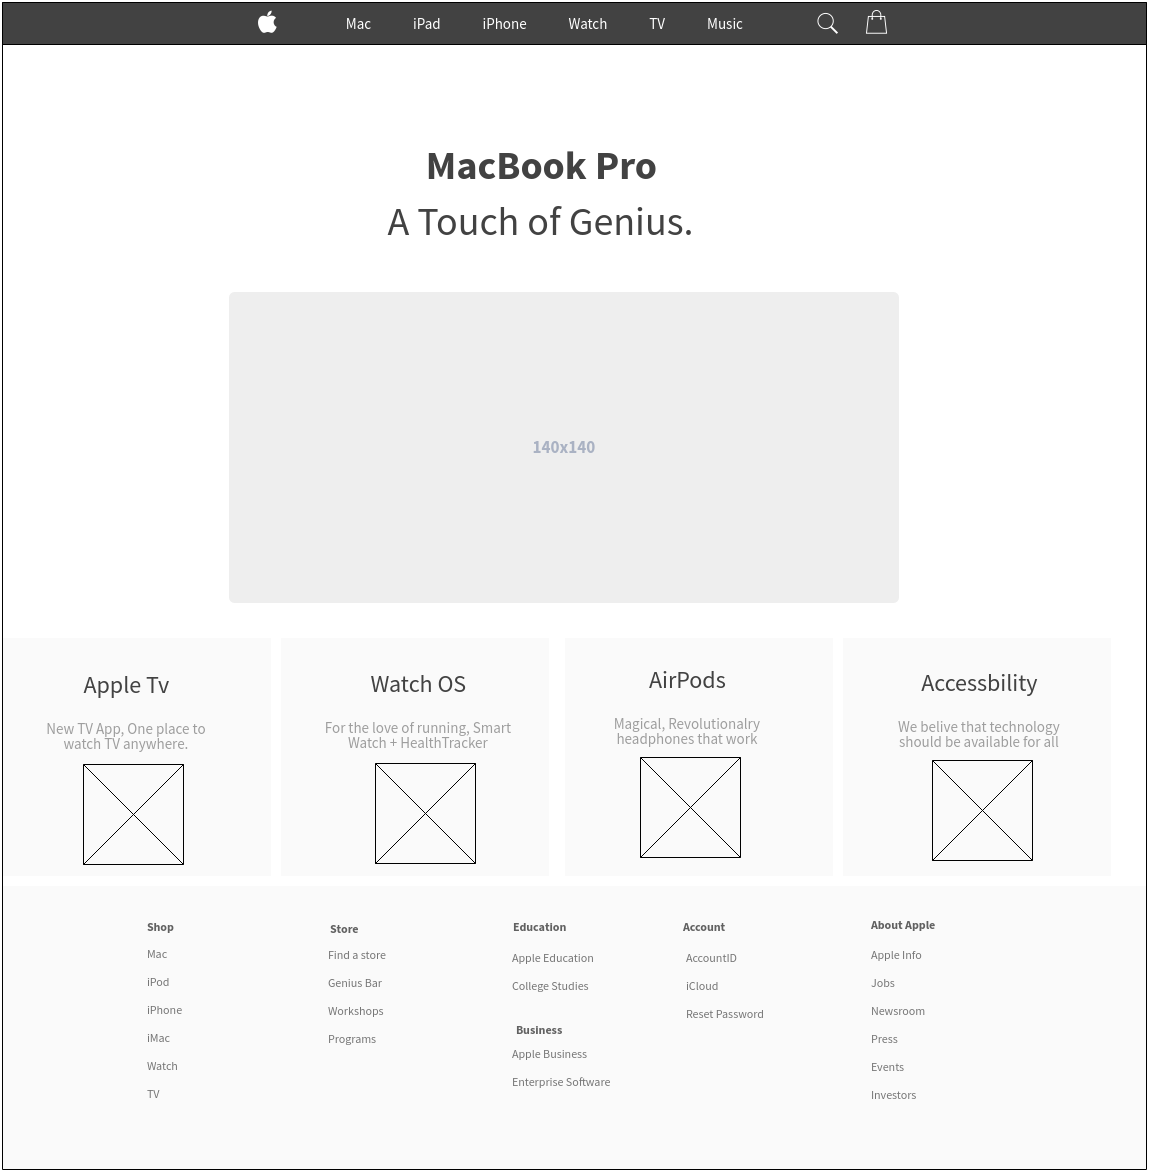 Mac iPad iPhone Watch TV Music
MacBook Pro
A Touch of Genius.
140x140
Apple Tv
New TV App, One place to
watch TV anywhere.
Watch OS
For the love of running, Smart
Watch + HealthTracker
AirPods
Magical, Revolutionalry
headphones that work
Accessbility
We belive that technology
should be available for all
Shop
Mac
iPod
iPhone
iMac
Watch
TV
Store
Find a store
Genius Bar
Workshops
Programs
Education
Apple Education
College Studies
Business
Apple Business
Enterprise Software
Account
AccountID
iCloud
Reset Password
About Apple
Apple Info
Jobs
Newsroom
Press
Events
Investors